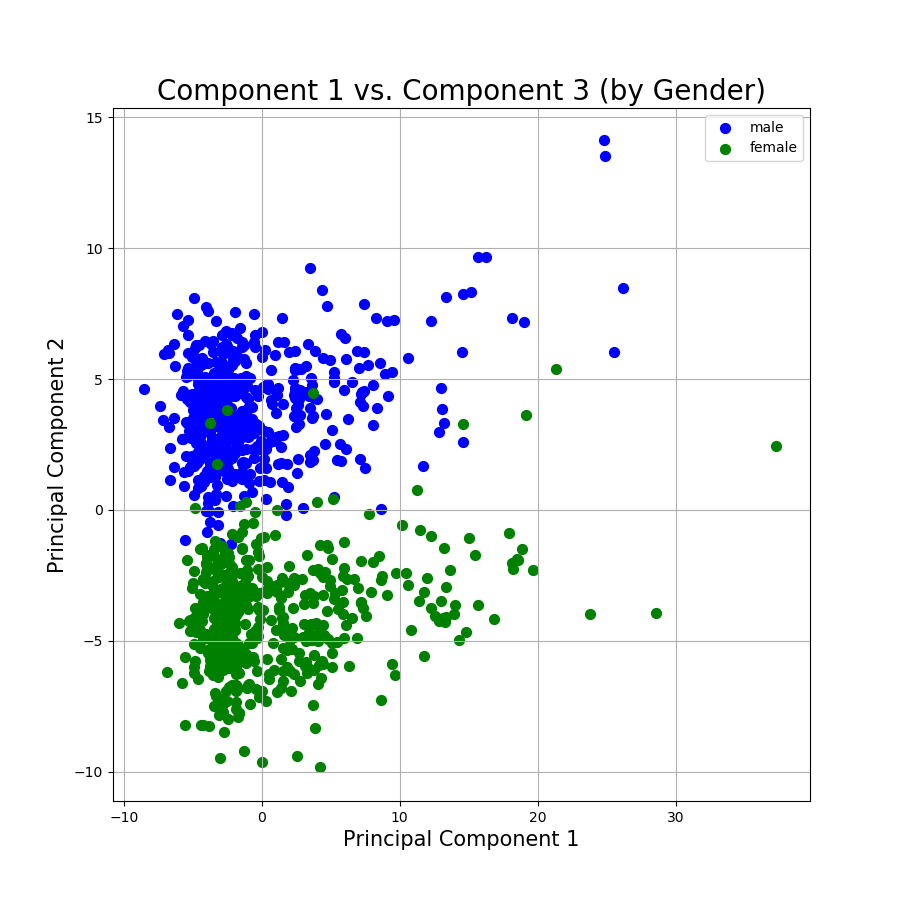 Component 1 vs. Component 3 (by Gender)
male
female
15
10
5
0
−5
−10
Principal Component 2
−10
0
10
20
30
Principal Component 1